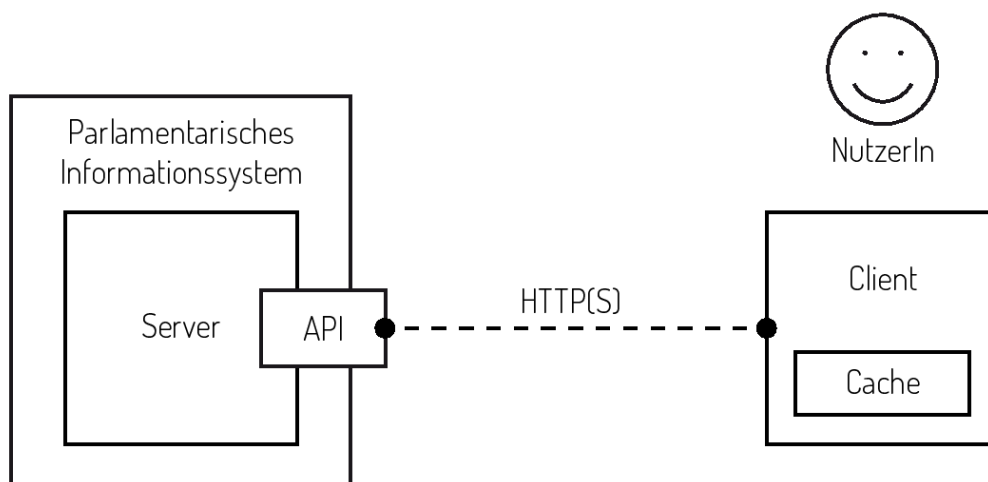 Parlamentarisches
Informationssystem
Server
API
HTTP(S)
NutzerIn
Client
Cache